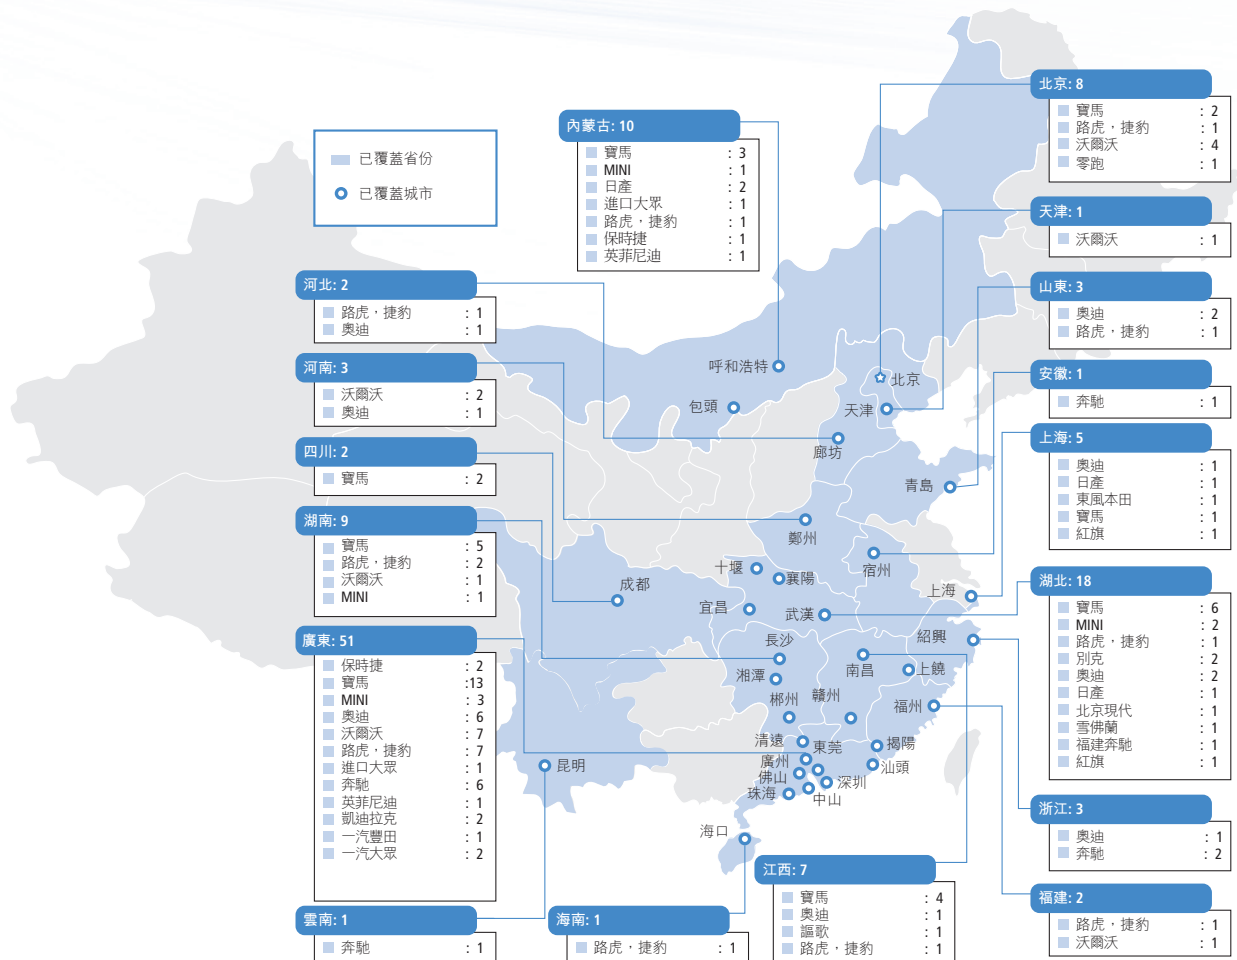 已覆蓋省份
已覆蓋城市
內蒙古: 10
寶馬 : 3
MINI : 1
日產 : 2
進口大眾 : 1
路虎，捷豹 : 1
保時捷 : 1
英菲尼迪 : 1
河北: 2
路虎，捷豹 : 1
奧迪 : 1
河南: 3
沃爾沃 : 2
奧迪 : 1
四川: 2
寶馬 : 2
湖南: 9
寶馬 : 5
路虎，捷豹 : 2
沃爾沃 : 1
MINI : 1
廣東: 51
保時捷 : 2
寶馬 :13
MINI : 3
奧迪 : 6
沃爾沃 : 7
路虎，捷豹 : 7
進口大眾 : 1
奔馳 : 6
英菲尼迪 : 1
凱迪拉克 : 2
一汽豐田 : 1
一汽大眾 : 2
雲南: 1
奔馳 : 1
海南: 1
路虎，捷豹 : 1
江西: 7
寶馬 : 4
奧迪 : 1
謳歌 : 1
路虎，捷豹 : 1
北京: 8
寶馬 : 2
路虎，捷豹 : 1
沃爾沃 : 4
零跑 : 1
天津: 1
沃爾沃 : 1
山東: 3
奧迪 : 2
路虎，捷豹 : 1
安徽: 1
奔馳 : 1
上海: 5
奧迪 : 1
日產 : 1
東風本田 : 1
寶馬 : 1
紅旗 : 1
湖北: 18
寶馬 : 6
MINI : 2
路虎，捷豹 : 1
別克 : 2
奧迪 : 2
日產 : 1
北京現代 : 1
雪佛蘭 : 1
福建奔馳 : 1
紅旗 : 1
浙江: 3
奧迪 : 1
奔馳 : 2
福建: 2
路虎，捷豹 : 1
沃爾沃 : 1
呼和浩特
北京
包頭
天津
廊坊
青島
鄭州
宿州
十堰
襄陽
成都
上海
宜昌
武漢
紹興
長沙
南昌
上饒
湘潭
郴州
贛州
福州
清遠
東莞
揭陽
廣州
汕頭
佛山
深圳
珠海
中山
昆明
海口